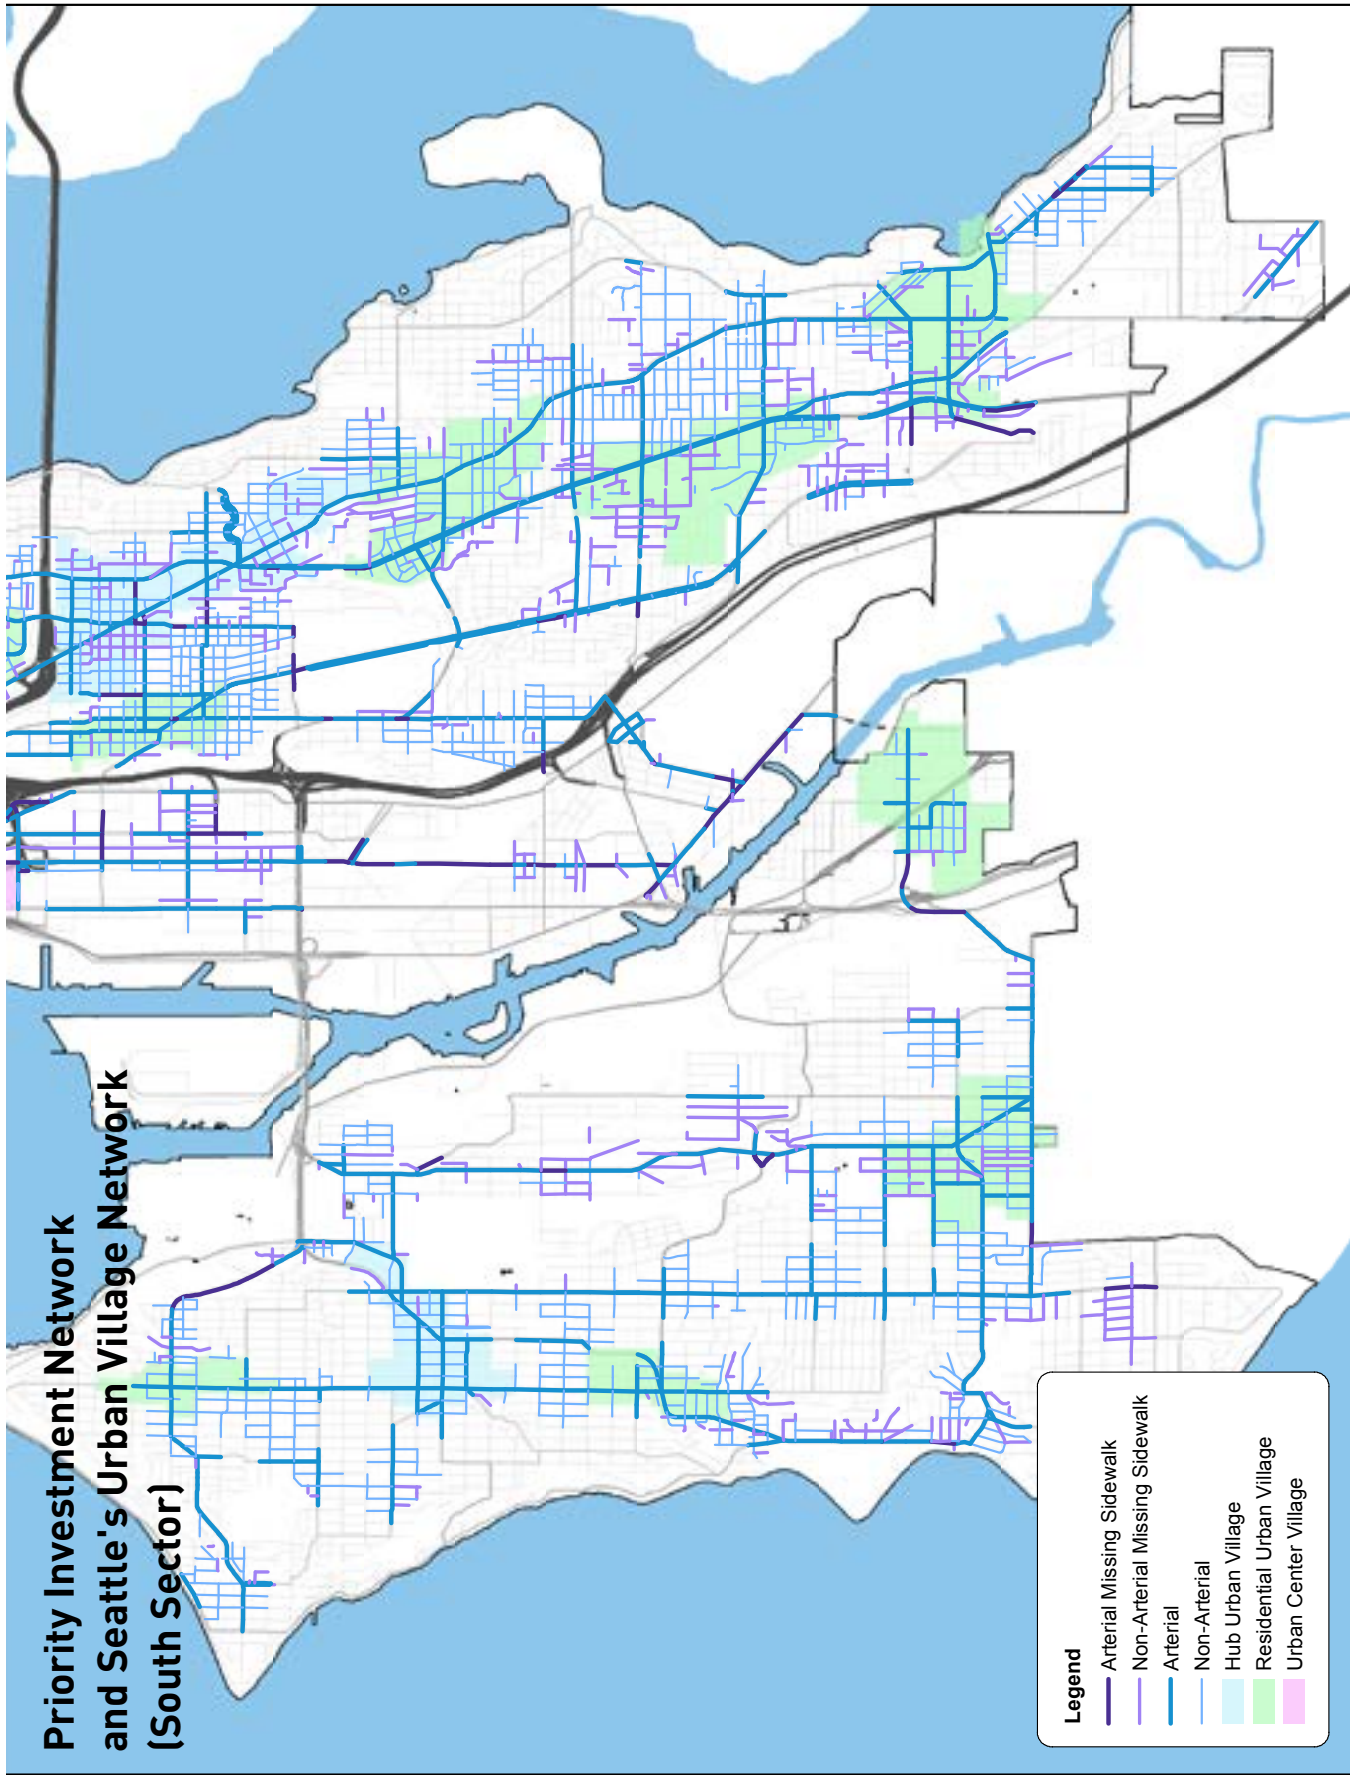 Priority Investment Network
and Seattle's Urban Village Network
(South Sector)
Legend
Arterial Missing Sidewalk
Non-Arterial Missing Sidewalk
Arterial
Non-Arterial
Hub Urban Village
Residential Urban Village
Urban Center Village